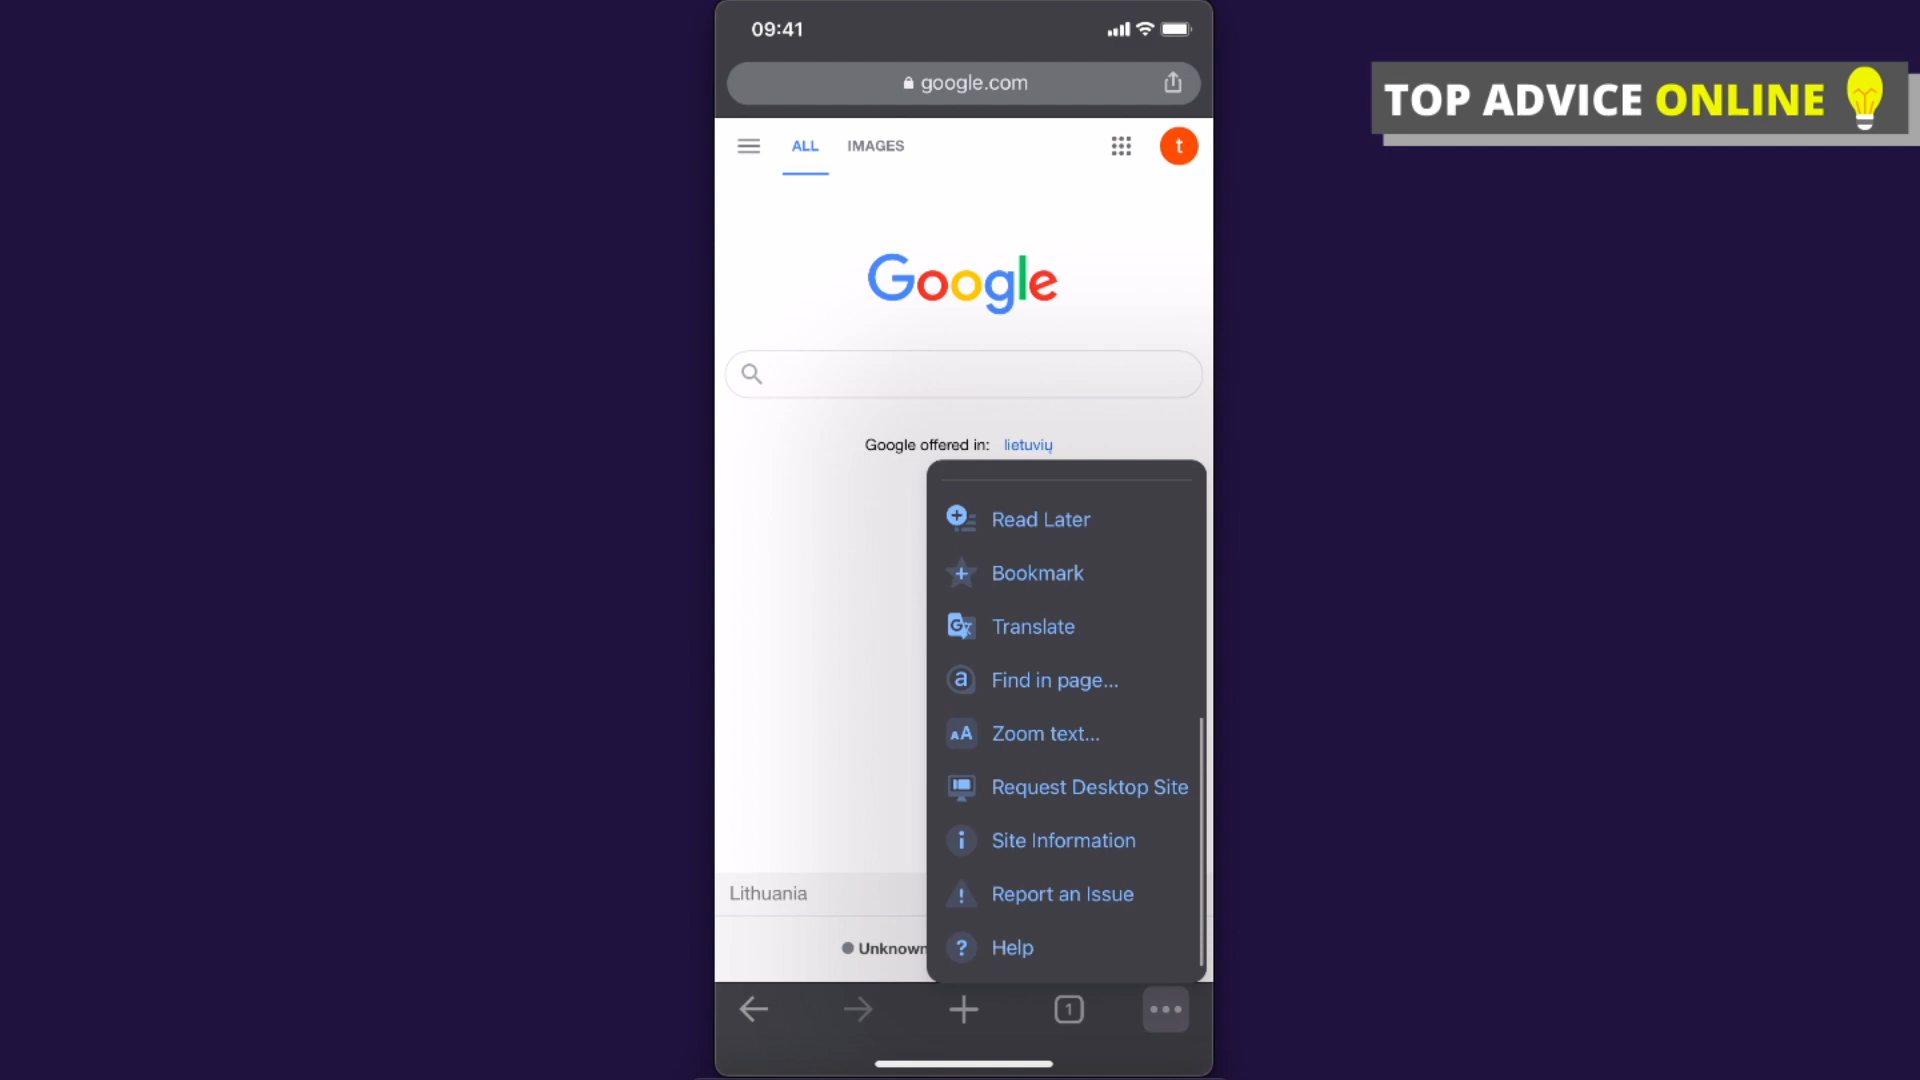 09:41
google.com
TOP ADVICE ONLINE
ALL IMAGES
t
Google
Google offered in: lietuvių
Read Later
Bookmark
Translate
Find in page...
Zoom text...
Request Desktop Site
Site Information
Lithuania
Report an Issue
Unknown
Help
1